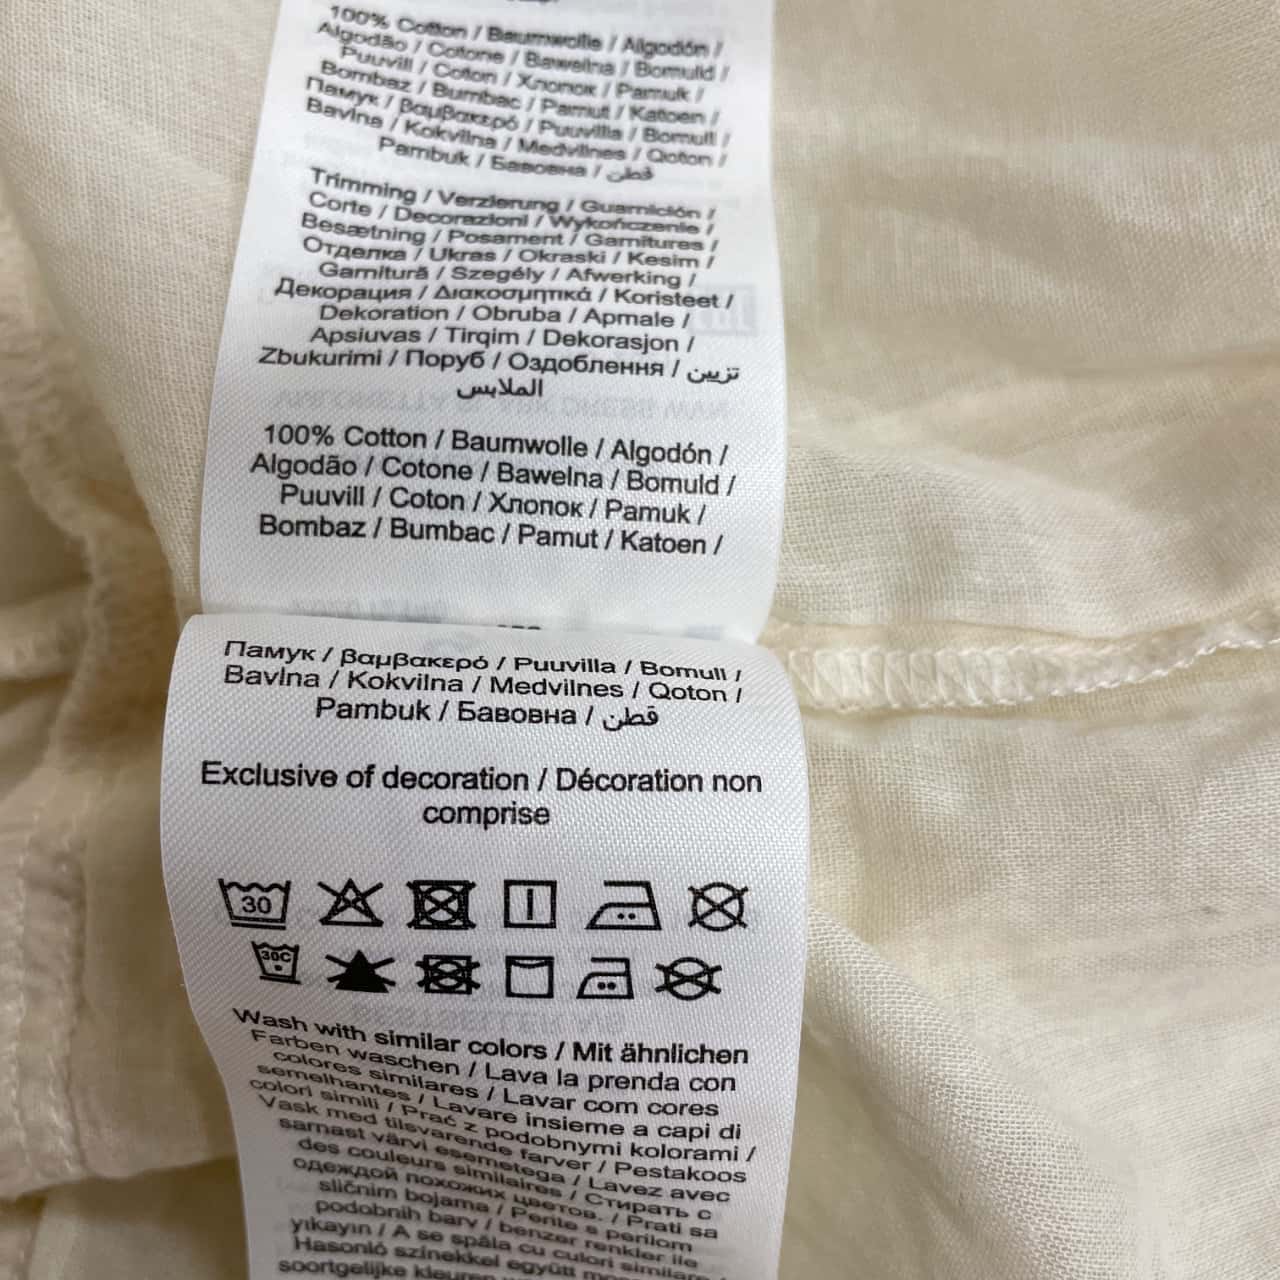 100% Cotton / Baumwolle / Algodón /
Algodão / Cotone / Bawelna / Bomuld /
Puuvill / Coton / Хлопок / Pamuk /
Bombaz / Bumbac / Pamut / Katoen /
Памук / βαμβακερό / Puuvilla / Bomull /
Bavlna / Kokvilna / Medvilnes / Qoton /
Pambuk / Бавовна / قطن
Trimming / Verzierung / Guarnición /
Corte / Decorazioni / Wykończenie /
Besætning / Posament / Garnitures /
Отделка / Ukras / Okraski / Kesim /
Garnitură / Szegély / Afwerking /
Декорация / Διακοσμητικά / Koristeet /
Dekoration / Obruba / Apmale /
Apsiuvas / Tirqim / Dekorasjon /
Zbukurimi / Поруб / Оздоблення / تزيين
الملابس
100% Cotton / Baumwolle / Algodón /
Algodão / Cotone / Bawelna / Bomuld /
Puuvill / Coton / Хлопок / Pamuk /
Bombaz / Bumbac / Pamut / Katoen /
Памук / βαμβακερό / Puuvilla / Bomull /
Bavlna / Kokvilna / Medvilnes / Qoton /
Pambuk / Бавовна / قطن
Exclusive of decoration / Décoration non
comprise
30
30C
Wash with similar colors / Mit ähnlichen
Farben waschen / Lava la prenda con
colores similares / Lavar com cores
semelhantes / Lavare insieme a capi di
colori simili / Prać z podobnymi kolorami /
Vask med tilsvarende farver / Pestakoos
sarnast värvi esemetega / Lavez avec
des couleurs similaires / Стирать с
одеждой похожих цветов. / Prati sa
sličnim bojama / Perite s perilom
podobnih barv / benzer renkler ile
yıkayın / A se spăla cu culori similare /
Hasonló színekkel együtt
soortgelijke kleuren